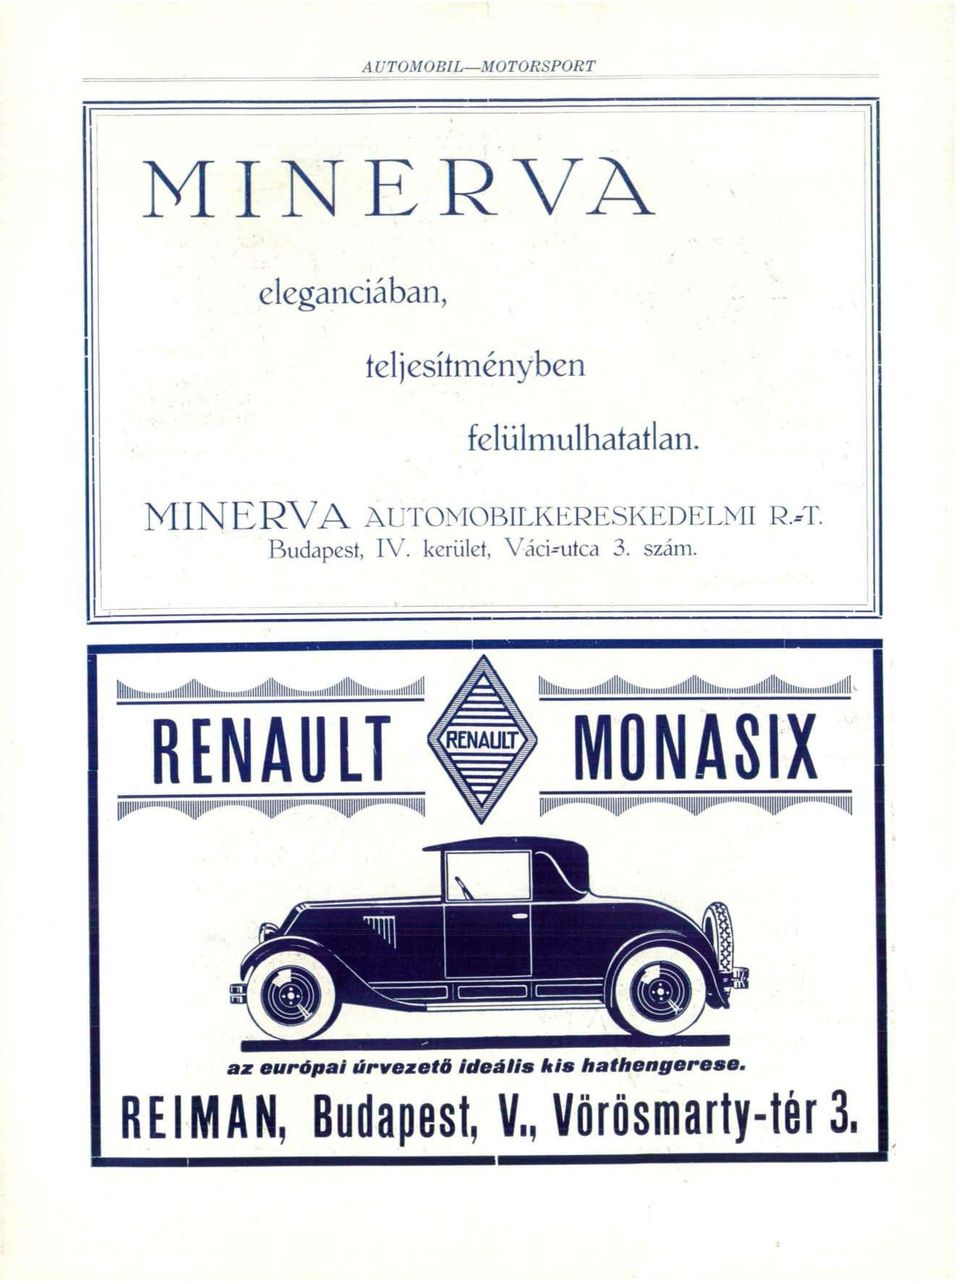 AUTOMOBIL—MOTORSPORT
MINERVA
eleganciában,
teljesítményben
felülmulhatatlan.
MINERVA AUTOMOBILKERESKEDELMI R.-T.
Budapest, IV. kerület, Váci-utca 3. szám.
RENAULT RENAULT MONASIX
az európai úrvezető ideális kis hathengerese.
REIMAN, Budapest, V., Vörösmarty-tér 3.